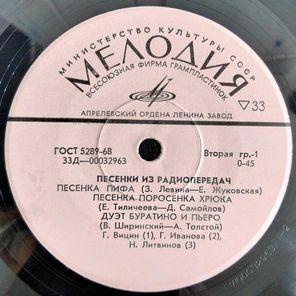 МИНИСТЕРСТВО КУЛЬТУРЫ СССР
МЕЛОДИЯ
ВСЕСОЮЗНАЯ ФИРМА ГРАМПЛАСТИНОК
▽33
АПРЕЛЕВСКИЙ ОРДЕНА ЛЕНИНА ЗАВОД
ГОСТ 5289-68
33Д—00032963
Вторая гр.-1
0-45
ПЕСЕНКИ ИЗ РАДИОПЕРЕДАЧ
ПЕСЕНКА ПИФА (З. Левина—Е. Жуковская)
ПЕСЕНКА ПОРОСЕНКА ХРЮКА
(Е. Тиличеева—Д. Самойлов)
ДУЭТ БУРАТИНО И ПЬЕРО
(В. Ширинский—А. Толстой)
Г. Вицин (1), Г. Иванова (2),
Н. Литвинов (3)